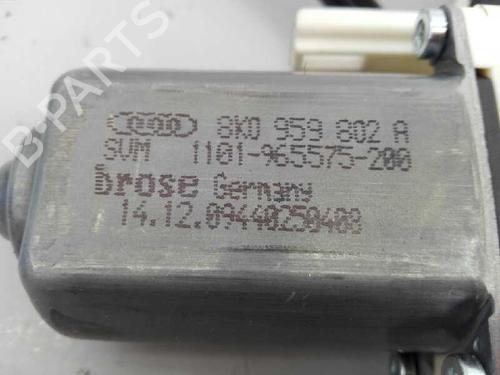 8K0 959 802 A
SVM 1101-965575-200
brose Germany
14.12.09440250408
B-PARTS